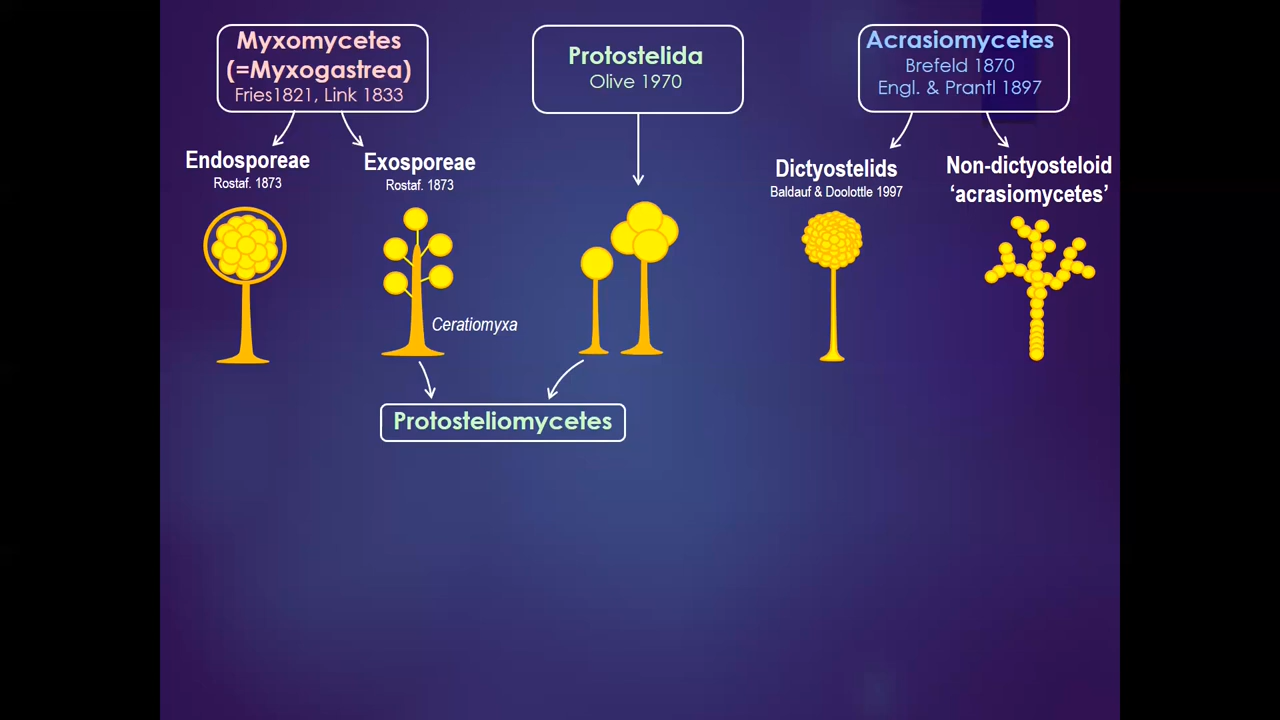 Myxomycetes
(=Myxogastrea)
Fries1821, Link 1833
Protostelida
Olive 1970
Acrasiomycetes
Brefeld 1870
Engl. & Prantl 1897
Endosporeae
Rostaf. 1873
Exosporeae
Rostaf. 1873
Dictyostelids
Baldauf & Doolottle 1997
Non-dictyosteloid
‘acrasiomycetes’
Ceratiomyxa
Protosteliomycetes